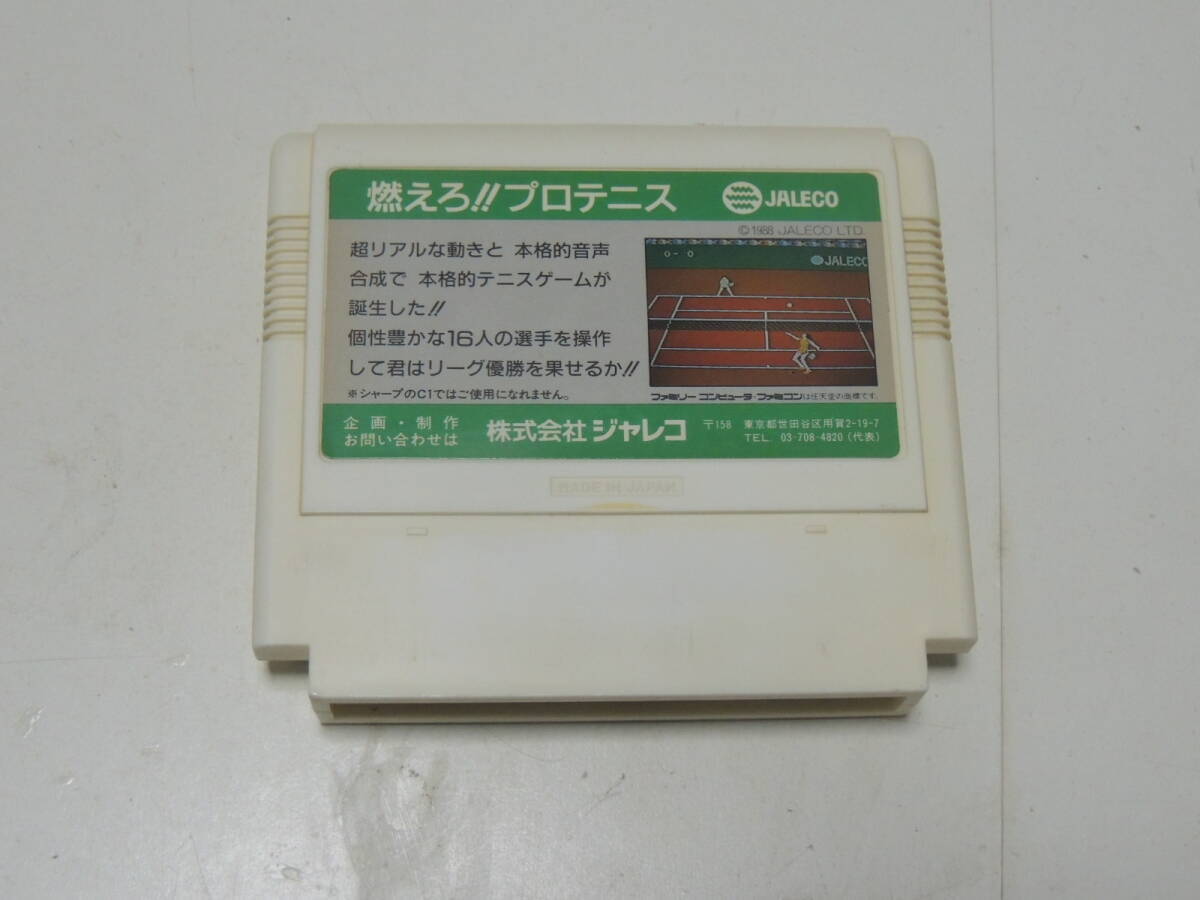 燃えろ!!プロテニス
JALECO
©1988 JALECO LTD.
超リアルな動きと 本格的音声
合成で 本格的テニスゲームが
誕生した!!
個性豊かな16人の選手を操作
して君はリーグ優勝を果せるか!!
※シャープのC1ではご使用になれません。
0- 0
JALECO
ファミリー コンピュータ・ファミコンは任天堂の商標です。
企画・制作
お問い合わせは
株式会社 ジャレコ
〒158 東京都世田谷区用賀2-19-7
TEL. 03-708-4820 (代表)
MADE IN JAPAN